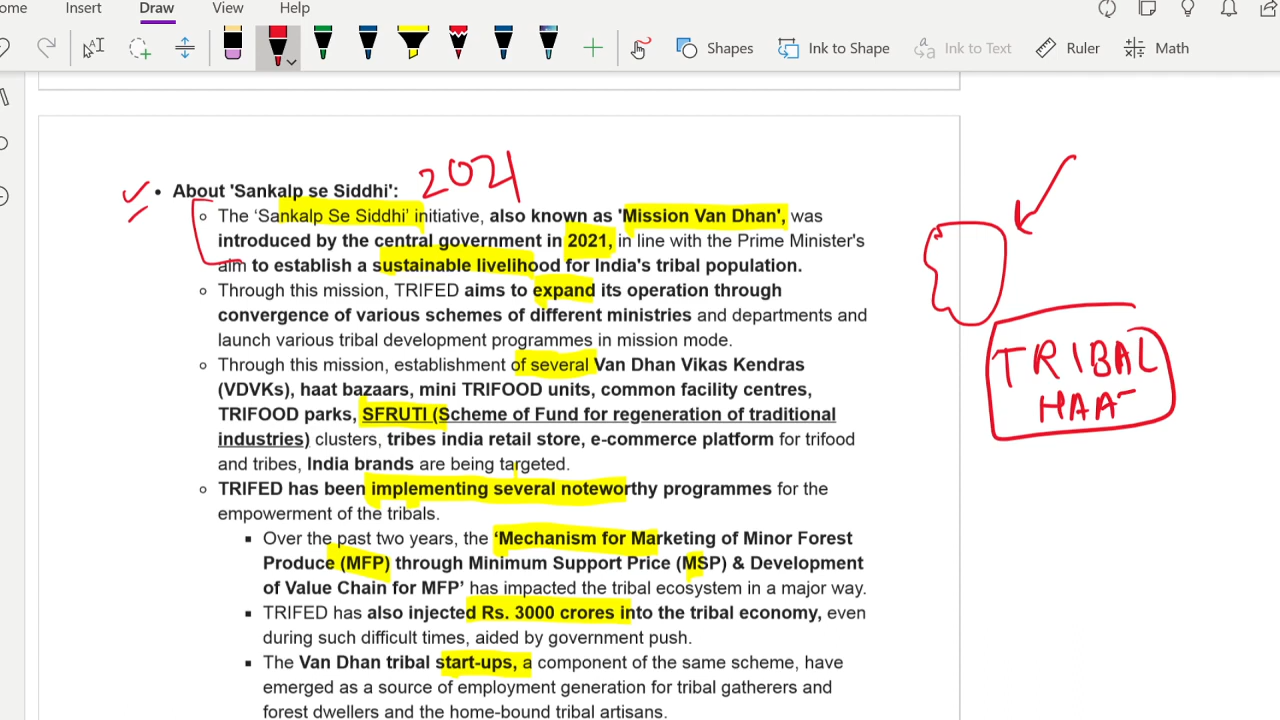 ome Insert Draw View Help
Shapes Ink to Shape Ink to Text Ruler Math
• About 'Sankalp se Siddhi': 2021
The ‘Sankalp Se Siddhi’ initiative, also known as 'Mission Van Dhan', was
introduced by the central government in 2021, in line with the Prime Minister's
aim to establish a sustainable livelihood for India's tribal population.
Through this mission, TRIFED aims to expand its operation through
convergence of various schemes of different ministries and departments and
launch various tribal development programmes in mission mode.
TRIBAL
HAAT
Through this mission, establishment of several Van Dhan Vikas Kendras
(VDVKs), haat bazaars, mini TRIFOOD units, common facility centres,
TRIFOOD parks, SFRUTI (Scheme of Fund for regeneration of traditional
industries) clusters, tribes india retail store, e-commerce platform for trifood
and tribes, India brands are being targeted.
TRIFED has been implementing several noteworthy programmes for the
empowerment of the tribals.
Over the past two years, the ‘Mechanism for Marketing of Minor Forest
Produce (MFP) through Minimum Support Price (MSP) & Development
of Value Chain for MFP’ has impacted the tribal ecosystem in a major way.
TRIFED has also injected Rs. 3000 crores into the tribal economy, even
during such difficult times, aided by government push.
The Van Dhan tribal start-ups, a component of the same scheme, have
emerged as a source of employment generation for tribal gatherers and
forest dwellers and the home-bound tribal artisans.